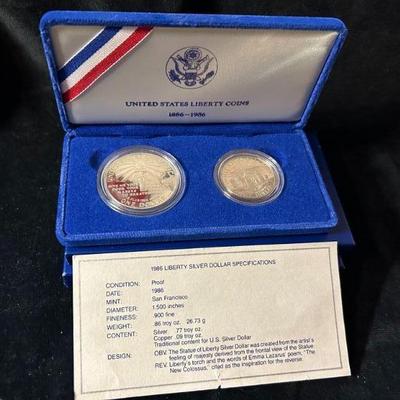 UNITED STATES LIBERTY COINS
1886-1986
ONE DOLLAR
1986 LIBERTY SILVER DOLLAR SPECIFICATIONS
CONDITION: Proof
DATE: 1986
MINT: San Francisco
DIAMETER: 1.500 inches
FINENESS: .900 fine
WEIGHT: .86 troy oz. 26.73 g
CONTENT: Silver .77 troy oz.
Copper .09 troy oz.
Traditional content for U.S. Silver Dollar
DESIGN: OBV. The Statue of Liberty Silver Dollar was created from the artist's
feeling of majesty derived from the frontal view of the Statue
REV. Liberty's torch and the words of Emma Lazarus' poem, "The
New Colossus," cited as the inspiration for the reverse.